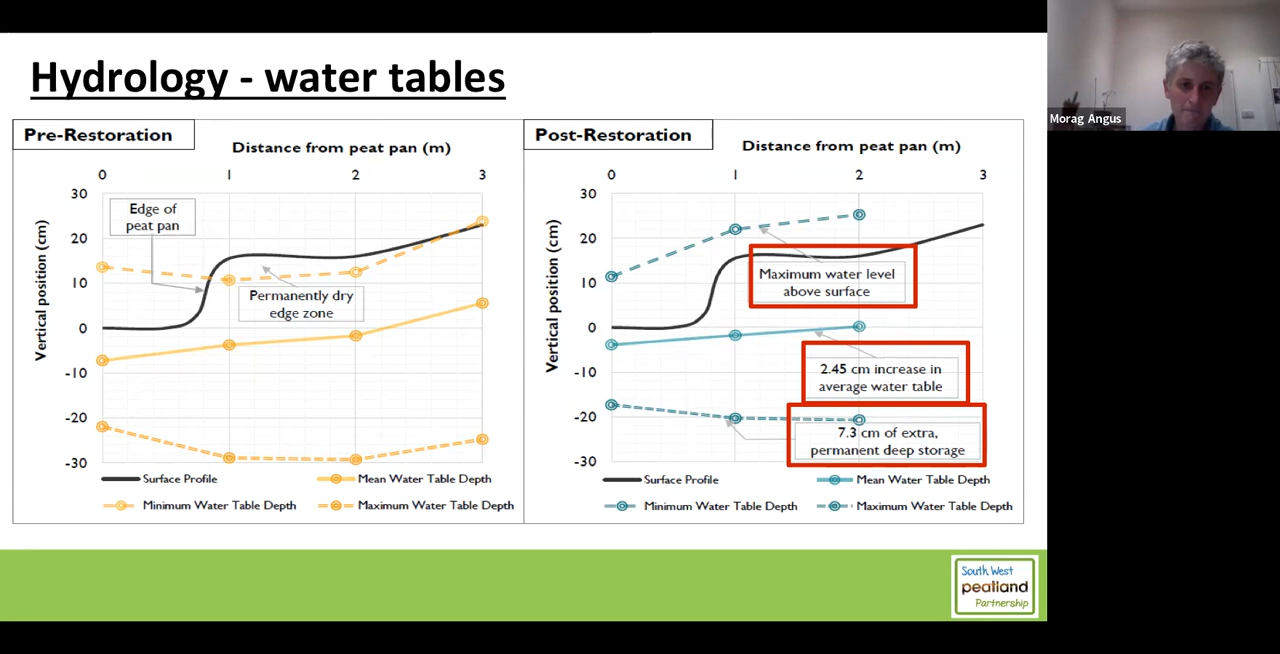 Hydrology - water tables
Morag Angus
Pre-Restoration
Distance from peat pan (m)
0 1 2 3
30
20
10
0
-10
-20
-30
Vertical position (cm)
Edge of
peat pan
Permanently dry
edge zone
Surface Profile
Mean Water Table Depth
Minimum Water Table Depth
Maximum Water Table Depth
Post-Restoration
Distance from peat pan (m)
0 1 2 3
30
20
10
0
-10
-20
-30
Vertical position (cm)
Maximum water level
above surface
2.45 cm increase in
average water table
7.3 cm of extra,
permanent deep storage
Surface Profile
Mean Water Table Depth
Minimum Water Table Depth
Maximum Water Table Depth
South West
peatland
Partnership